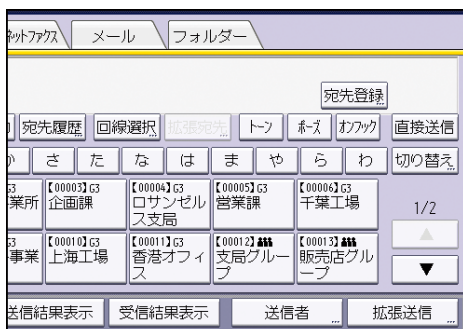 ネットファクス メール フォルダー
宛先登録
宛先履歴 回線選択 拡張宛先 トーン ポーズ オンフック 直接送信
か さ た な は ま や ら わ 切り替え
G3 【00003】G3 【00004】G3 【00005】G3 【00006】G3
業所 企画課 ロサンゼル 営業課 千葉工場
ス支局
1/2
G3 【00010】G3 【00011】G3 【00012】 【00013】
事業 上海工場 香港オフィ 支局グルー 販売店グル
ス プ ープ
送信結果表示 受信結果表示 送信者 拡張送信